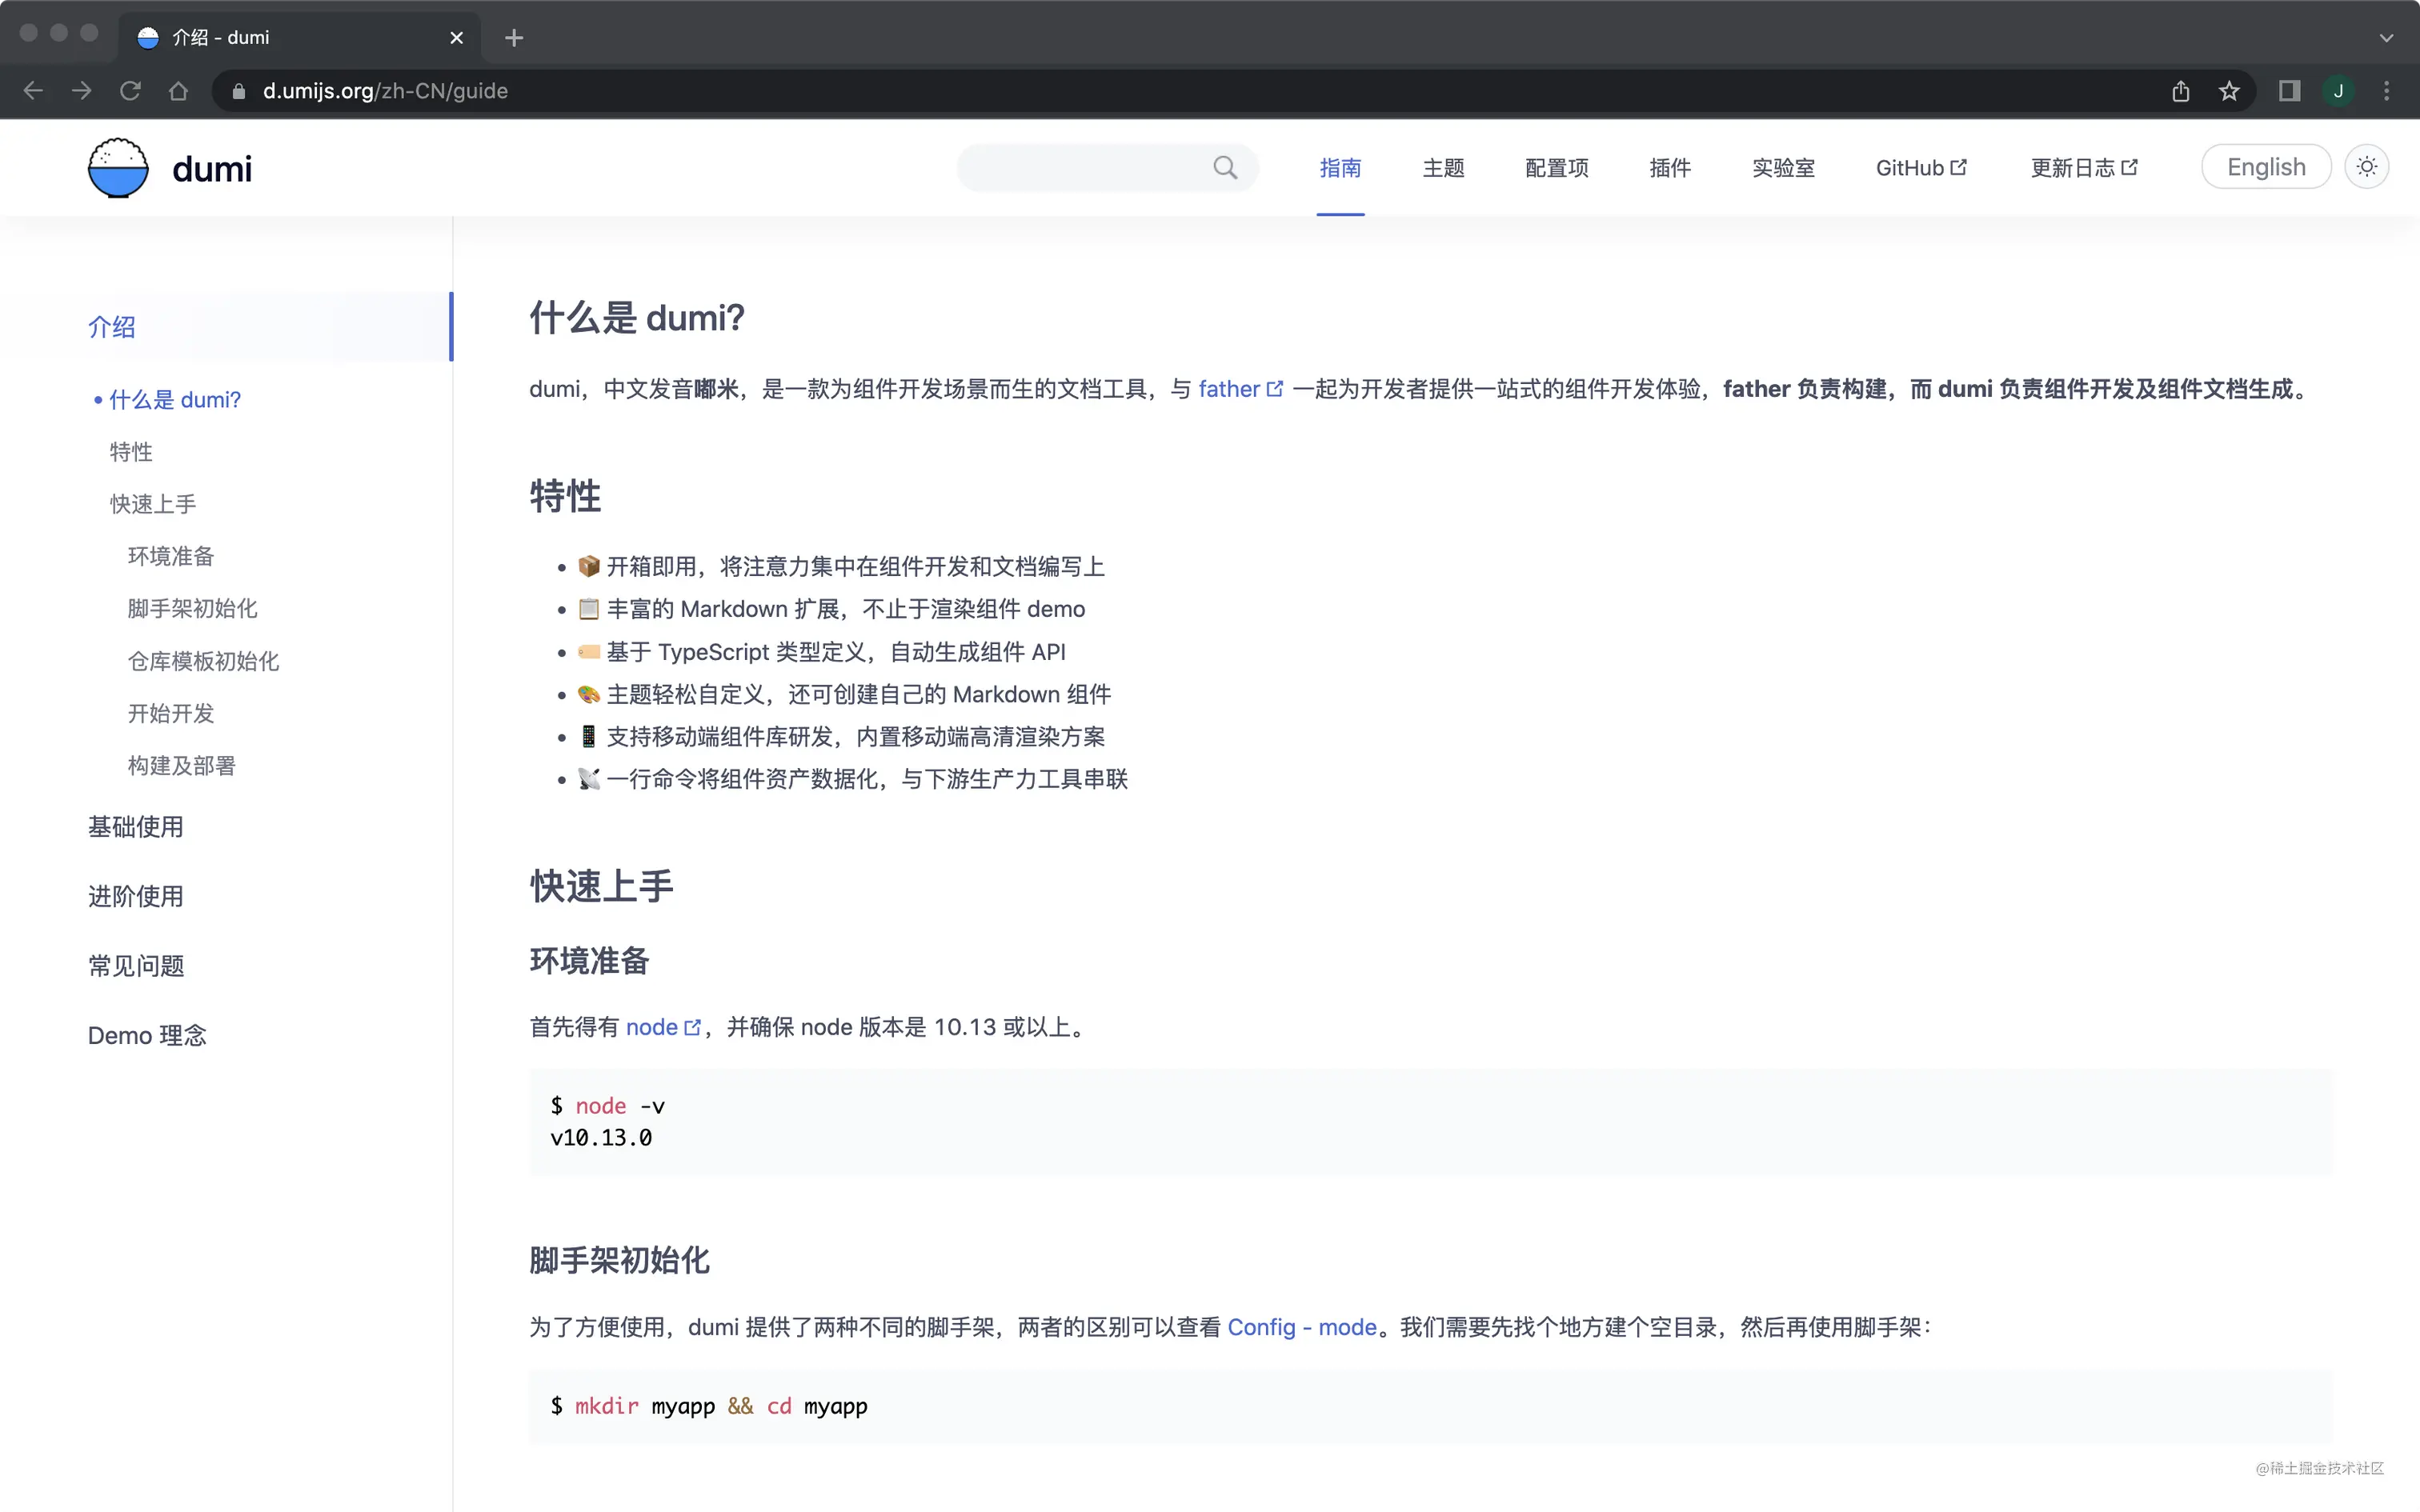 介绍 - dumi
d.umijs.org/zh-CN/guide
J
dumi
指南
主题
配置项
插件
实验室
GitHub
更新日志
English
介绍
什么是 dumi?
特性
快速上手
环境准备
脚手架初始化
仓库模板初始化
开始开发
构建及部署
基础使用
进阶使用
常见问题
Demo 理念
什么是 dumi?
dumi，中文发音嘟米，是一款为组件开发场景而生的文档工具，与 father 一起为开发者提供一站式的组件开发体验，father 负责构建，而 dumi 负责组件开发及组件文档生成。
特性
• 📦 开箱即用，将注意力集中在组件开发和文档编写上
• 📋 丰富的 Markdown 扩展，不止于渲染组件 demo
• 🏷 基于 TypeScript 类型定义，自动生成组件 API
• 🎨 主题轻松自定义，还可创建自己的 Markdown 组件
• 📱 支持移动端组件库研发，内置移动端高清渲染方案
• 📡 一行命令将组件资产数据化，与下游生产力工具串联
快速上手
环境准备
首先得有 node，并确保 node 版本是 10.13 或以上。
$ node -v
v10.13.0
脚手架初始化
为了方便使用，dumi 提供了两种不同的脚手架，两者的区别可以查看 Config - mode。我们需要先找个地方建个空目录，然后再使用脚手架：
$ mkdir myapp && cd myapp
@稀土掘金技术社区